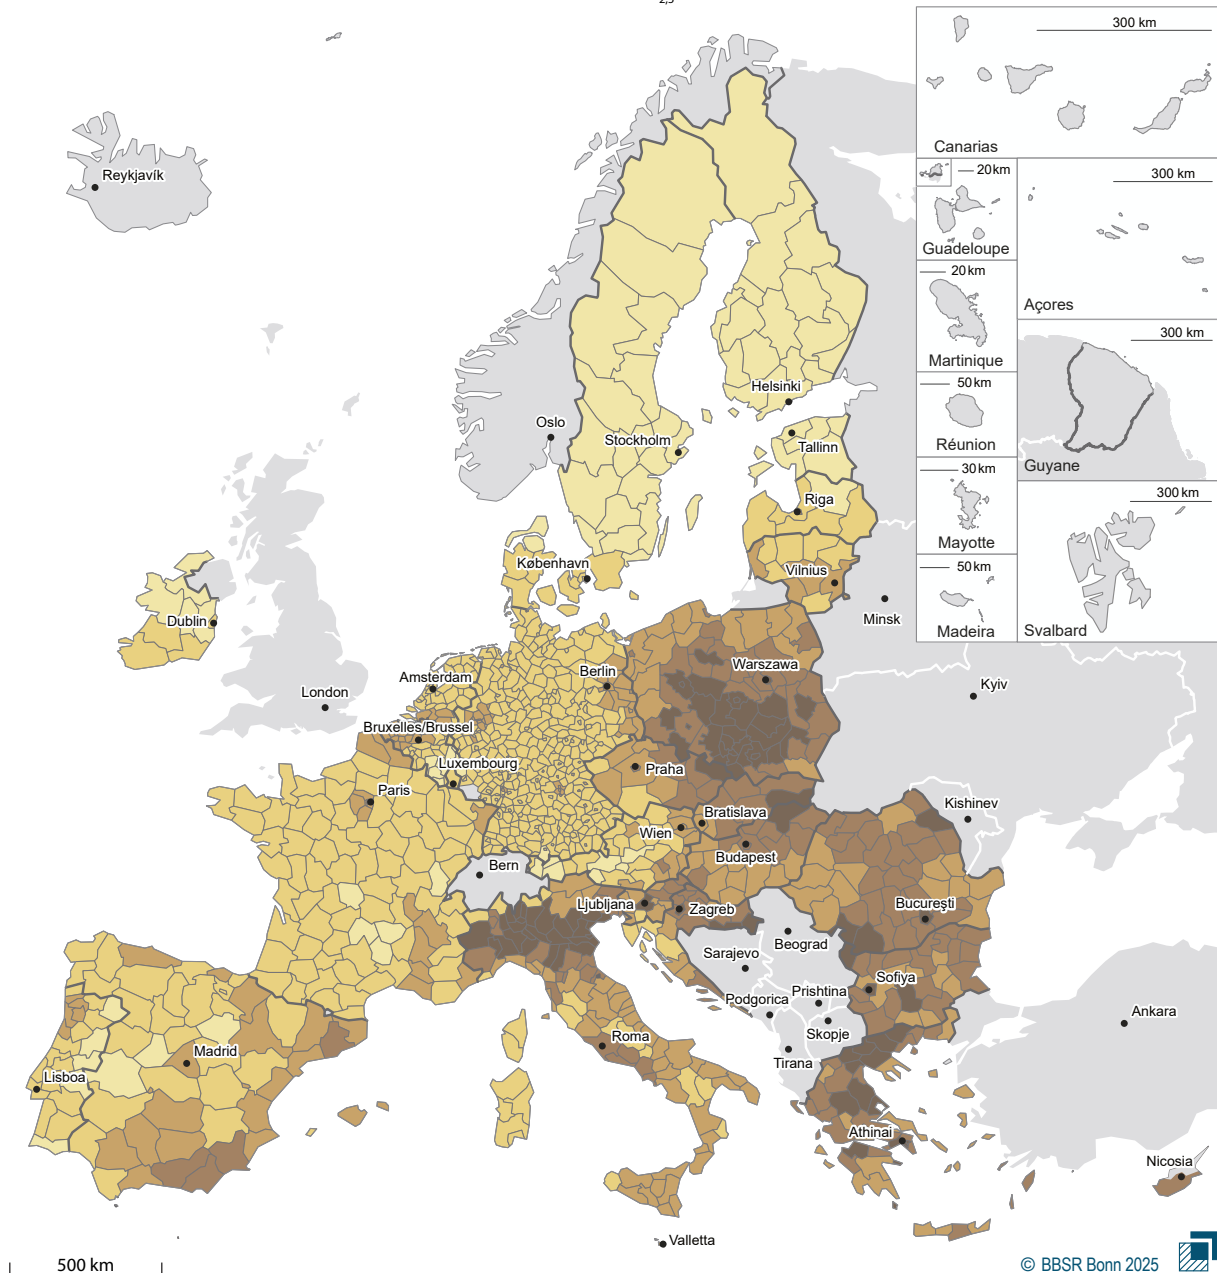 2,5
300 km
Canarias
20 km
Guadeloupe
300 km
Açores
20 km
Martinique
300 km
Guyane
50 km
Réunion
30 km
Mayotte
300 km
Svalbard
50 km
Madeira
Reykjavík
Oslo
Stockholm
Helsinki
Tallinn
Riga
København
Vilnius
Minsk
Dublin
London
Amsterdam
Berlin
Warszawa
Kyiv
Bruxelles/Brussel
Luxembourg
Praha
Paris
Kishinev
Bratislava
Wien
Budapest
Bern
Ljubljana
Zagreb
Bucureşti
Beograd
Sarajevo
Sofiya
Prishtina
Podgorica
Skopje
Ankara
Roma
Madrid
Tirana
Lisboa
Athinai
Nicosia
Valletta
500 km
© BBSR Bonn 2025